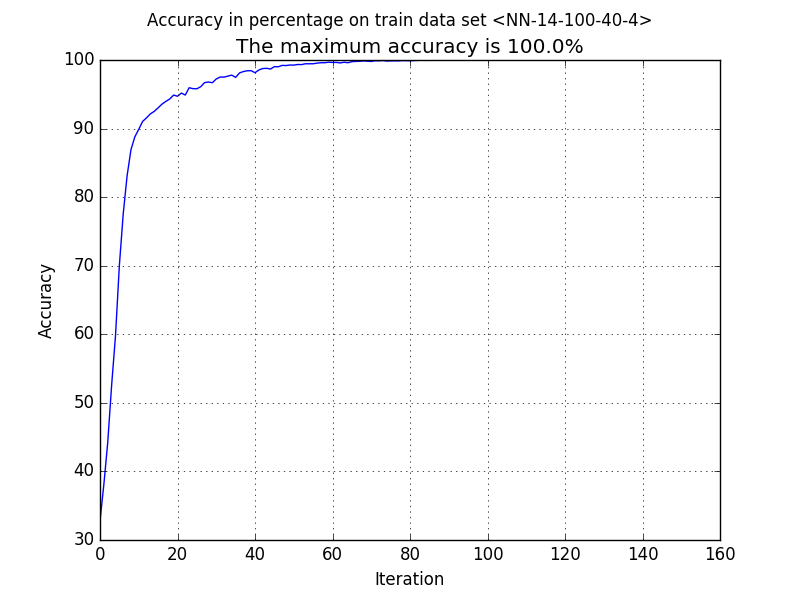 Accuracy in percentage on train data set <NN-14-100-40-4>
The maximum accuracy is 100.0%
100
90
80
70
60
50
40
30
Accuracy
0 20 40 60 80 100 120 140 160
Iteration